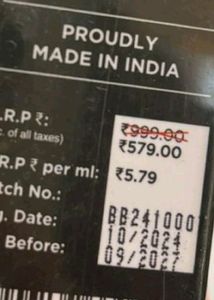 PROUDLY
MADE IN INDIA
.R.P ₹: ₹999.00
. of all taxes) ₹579.00
R.P ₹ per ml: ₹5.79
tch No.: BB241000
g. Date: 10/2024
Before: 09/202